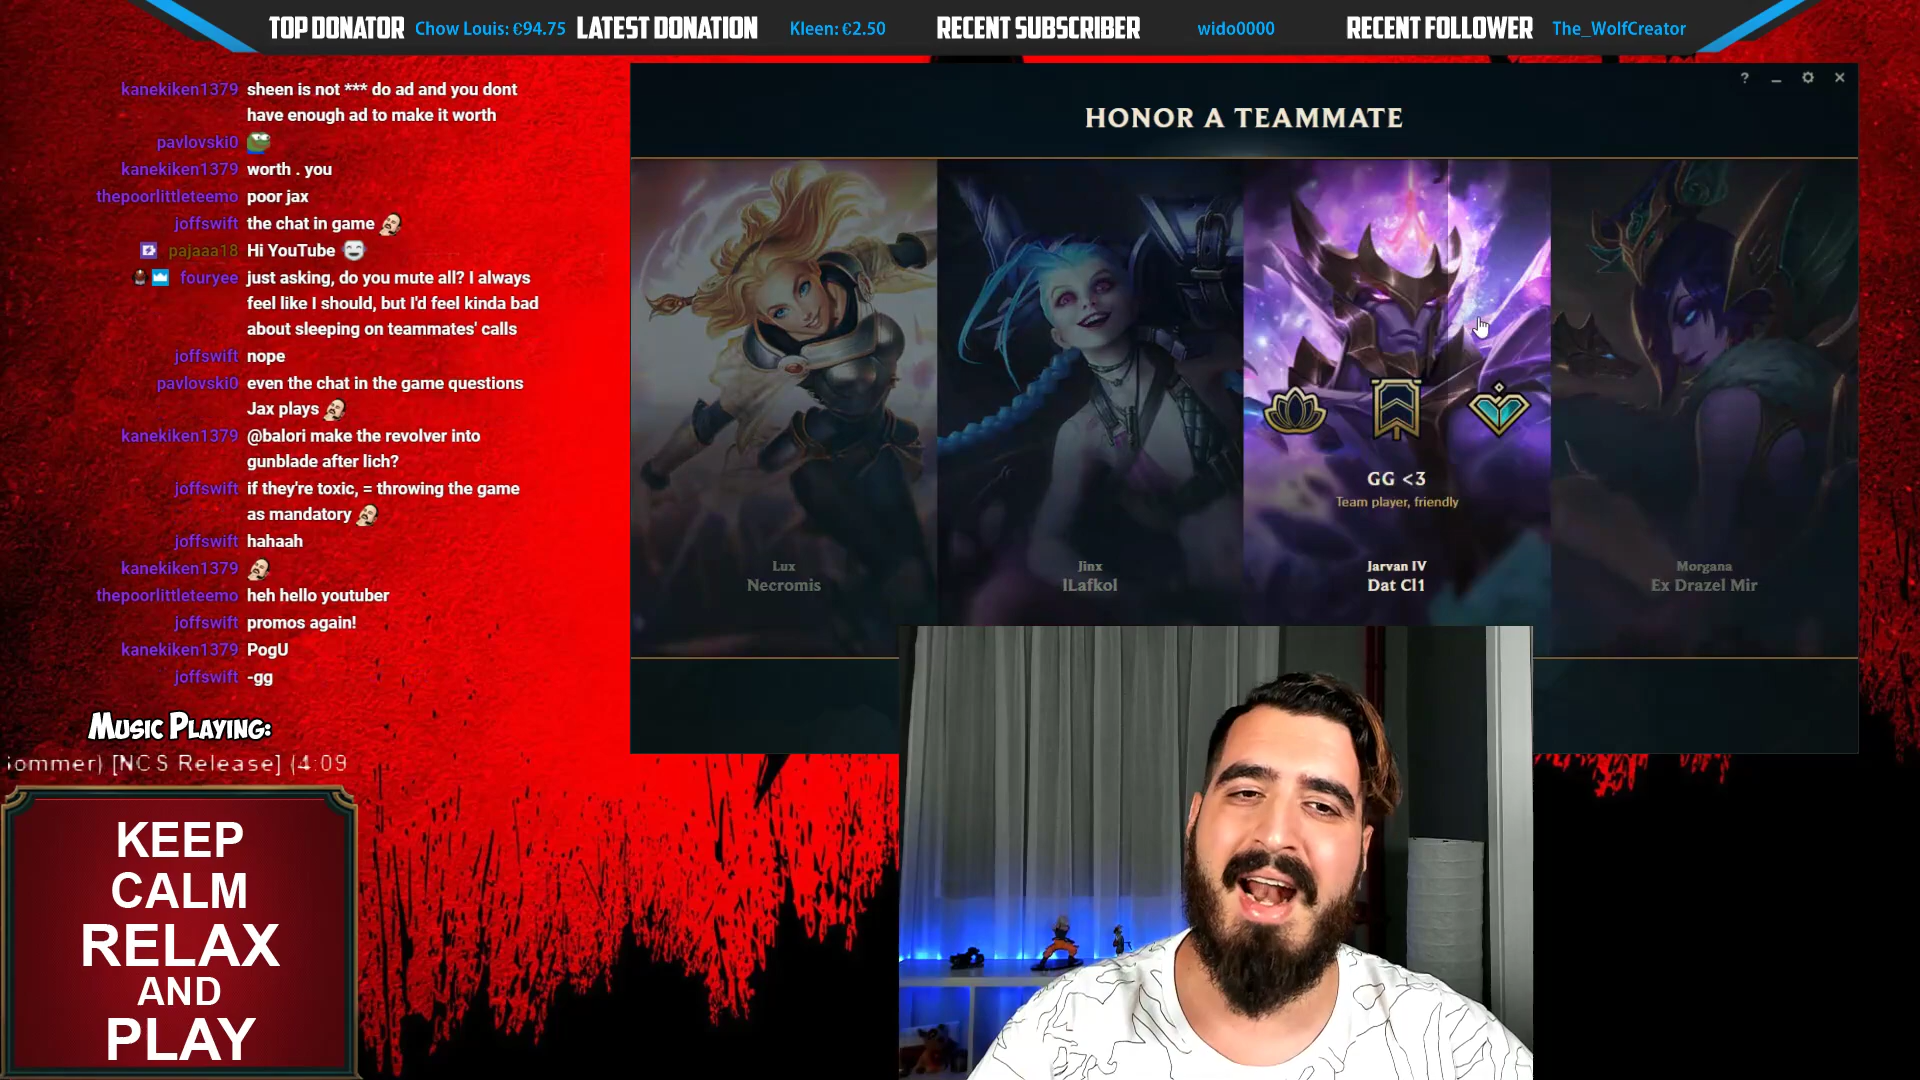 TOP DONATOR Chow Louis: €94.75 LATEST DONATION Kleen: €2.50 RECENT SUBSCRIBER wido0000 RECENT FOLLOWER The_WolfCreator
kanekiken1379 sheen is not *** do ad and you dont
have enough ad to make it worth
pavlovski0
kanekiken1379 worth . you
thepoorlittleteemo poor jax
joffswift the chat in game
pajaaa18 Hi YouTube
fouryee just asking, do you mute all? I always
feel like I should, but I'd feel kinda bad
about sleeping on teammates' calls
joffswift nope
pavlovski0 even the chat in the game questions
Jax plays
kanekiken1379 @balori make the revolver into
gunblade after lich?
joffswift if they're toxic, = throwing the game
as mandatory
joffswift hahaah
kanekiken1379
thepoorlittleteemo heh hello youtuber
joffswift promos again!
kanekiken1379 PogU
joffswift -gg
MUSIC PLAYING:
Sommer) [NCS Release] (4:09
KEEP
CALM
RELAX
AND
PLAY
?
HONOR A TEAMMATE
GG <3
Team player, friendly
Lux
Necromis
Jinx
lLafkol
Jarvan IV
Dat Cl1
Morgana
Ex Drazel Mir